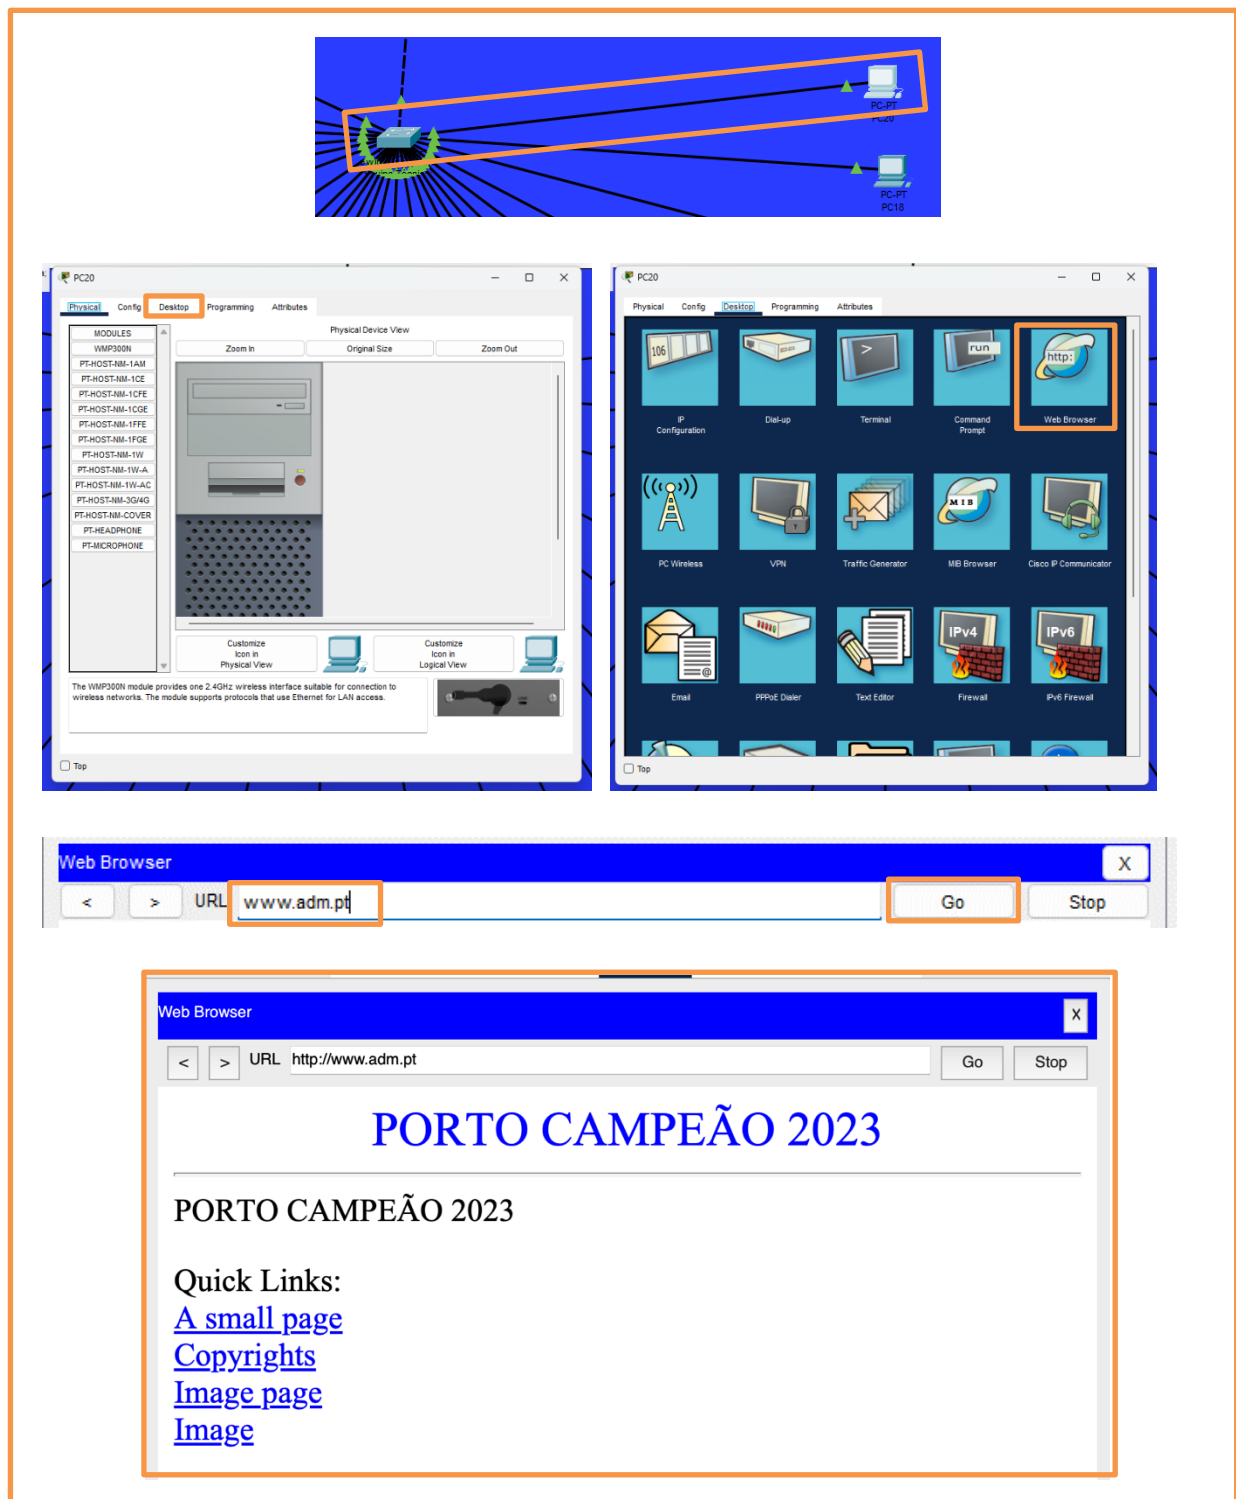 PC-PT
PC20
PC-PT
PC18
PC20
Physical Config Desktop Programming Attributes
MODULES
WMP300N
PT-HOST-NM-1AM
PT-HOST-NM-1CE
PT-HOST-NM-1CFE
PT-HOST-NM-1CGE
PT-HOST-NM-1FFE
PT-HOST-NM-1FGE
PT-HOST-NM-1W
PT-HOST-NM-1W-A
PT-HOST-NM-1W-AC
PT-HOST-NM-3G/4G
PT-HOST-NM-COVER
PT-HEADPHONE
PT-MICROPHONE
Physical Device View
Zoom In Original Size Zoom Out
Customize
Icon in
Physical View
Customize
Icon in
Logical View
The WMP300N module provides one 2.4GHz wireless interface suitable for connection to
wireless networks. The module supports protocols that use Ethernet for LAN access.
Top
PC20
Physical Config Desktop Programming Attributes
106
run
http:
IP
Configuration
Dial-up
Terminal
Command
Prompt
Web Browser
MIB
PC Wireless
VPN
Traffic Generator
MIB Browser
Cisco IP Communicator
IPv4
IPv6
Email
PPPoE Dialer
Text Editor
Firewall
IPv6 Firewall
Top
Web Browser
X
< > URL www.adm.pt Go Stop
Web Browser
X
< > URL http://www.adm.pt Go Stop
PORTO CAMPEÃO 2023
PORTO CAMPEÃO 2023
Quick Links:
A small page
Copyrights
Image page
Image